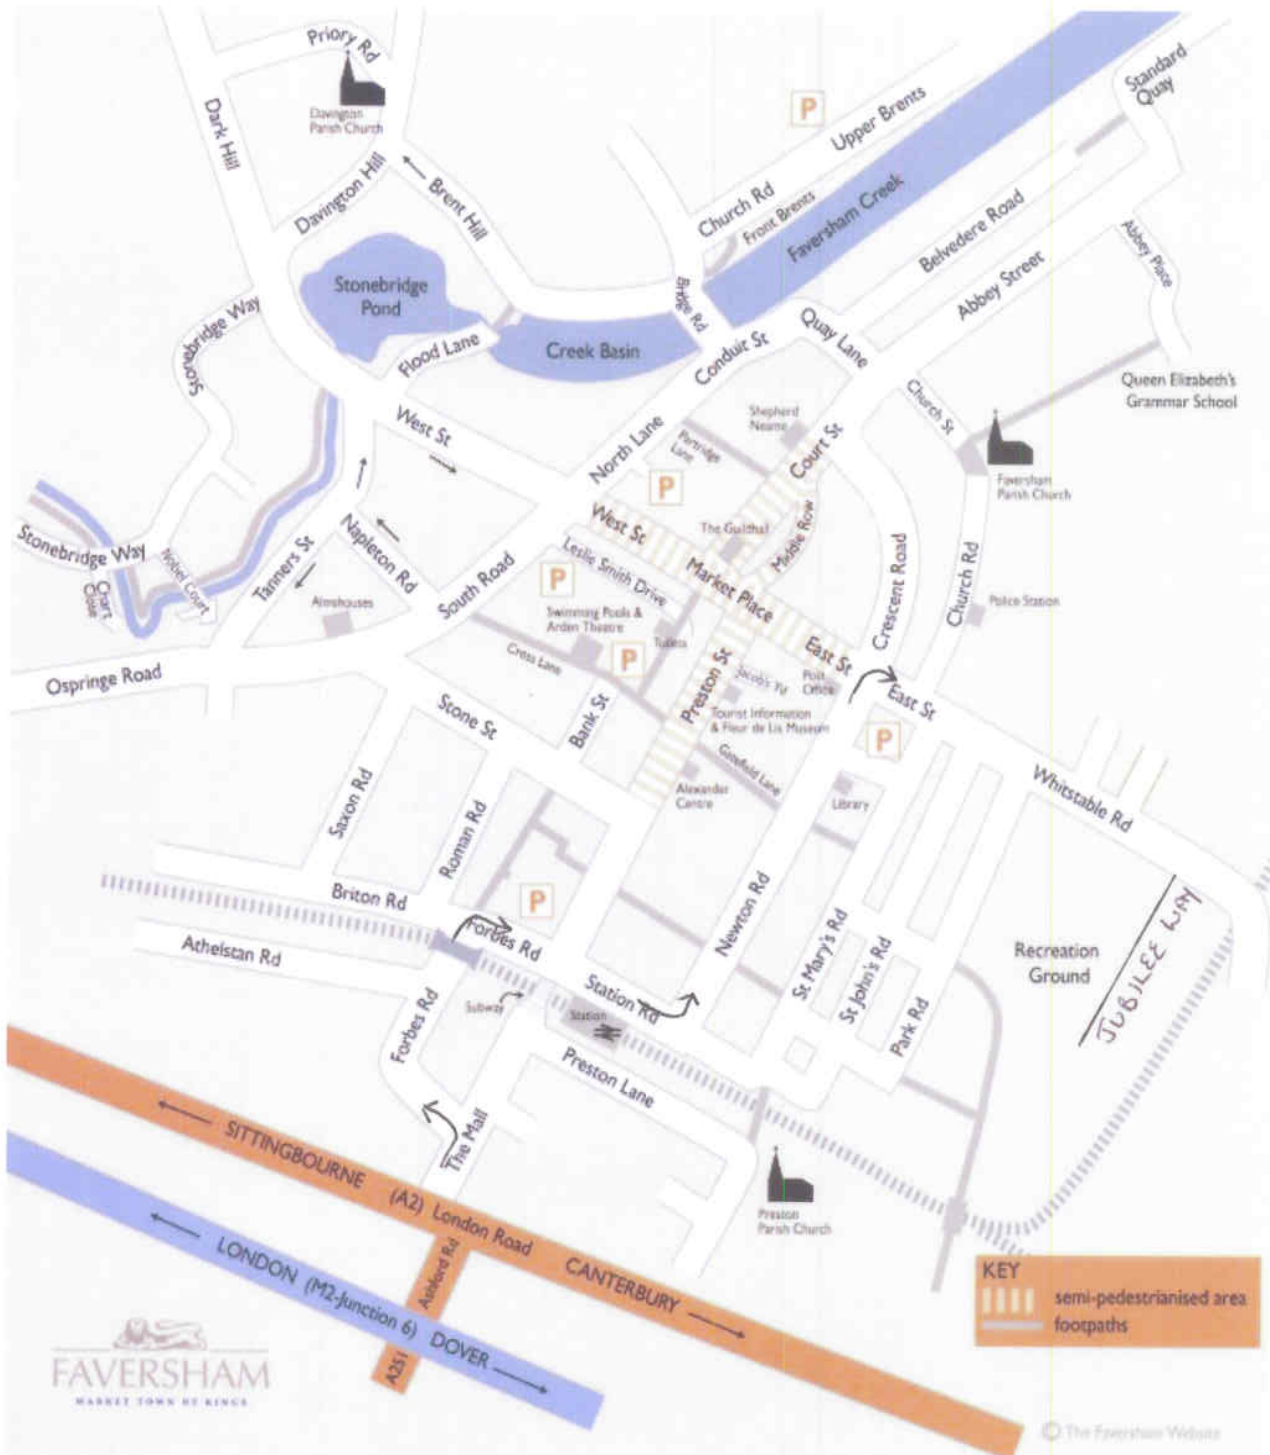 Priory Rd
Dark Hill
Davington
Parish Church
Davington Hill
Brent Hill
P
Upper Brents
Church Rd
Front Brents
Faversham Creek
Standard
Quay
Belvedere Road
Abbey Street
Abbey Place
Stonebridge
Pond
Stonebridge Way
Flood Lane
Creek Basin
Bridge Rd
Conduit St
Quay Lane
Church St
Queen Elizabeth's
Grammar School
West St
North Lane
Partridge
Lane
Shepherd
Neame
Court St
P
Faversham
Parish Church
West St
The Guildhall
Middle Row
Market Place
Crescent Road
Church Rd
Police Station
Stonebridge Way
Chart
Close
Nobel Court
Tanners St
Napleton Rd
Almshouses
South Road
Leslie Smith Drive
P
Swimming Pools &
Arden Theatre
Toilets
P
Cross Lane
Ospringe Road
Preston St
East St
Jacob's Yd
Post
Office
Tourist Information
& Fleur de Lis Museum
East St
P
Stone St
Bank St
Gatefield Lane
Alexander
Centre
Library
Whitstable Rd
Saxon Rd
Roman Rd
Briton Rd
P
Forbes Rd
Newton Rd
St Mary's Rd
St John's Rd
Park Rd
Recreation
Ground
JUBILEE WAY
Athelstan Rd
Subway
Station Rd
Station
Forbes Rd
Preston Lane
The Mall
Preston
Parish Church
SITTINGBOURNE (A2) London Road CANTERBURY
LONDON (M2-Junction 6) DOVER
Ashford Rd
A251
KEY
semi-pedestrianised area
footpaths
FAVERSHAM
MARKET TOWN OF KINGS
© The Faversham Website